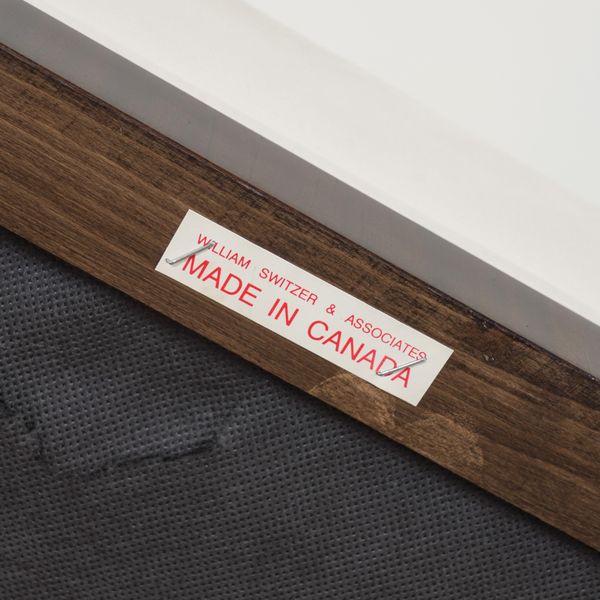 WILLIAM SWITZER & ASSOCIATES
MADE IN CANADA